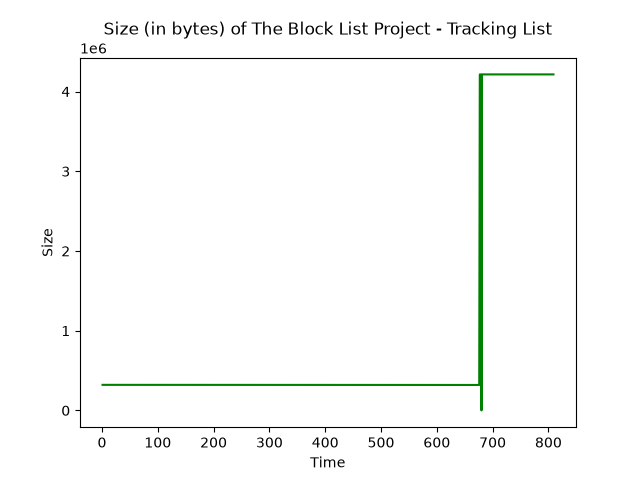 Size (in bytes) of The Block List Project - Tracking List
1e6
4
3
2
1
0
Size
0 100 200 300 400 500 600 700 800
Time